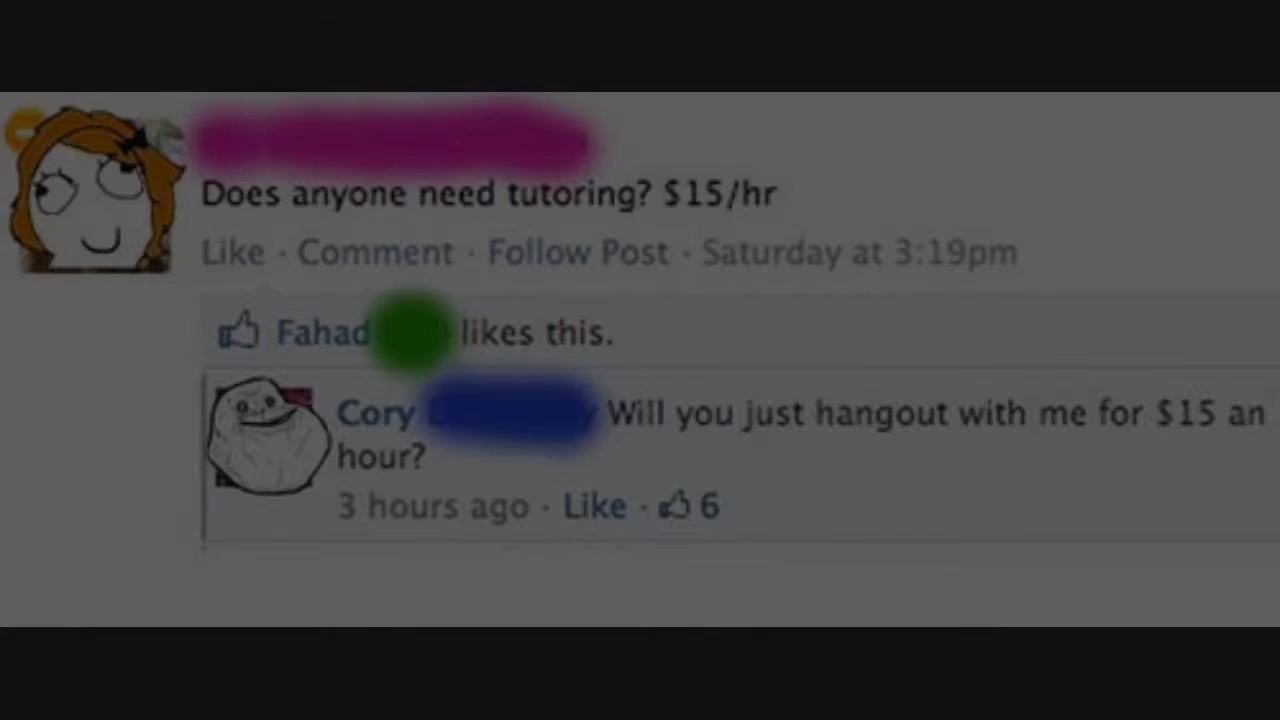 Does anyone need tutoring? $15/hr
Like · Comment · Follow Post · Saturday at 3:19pm
Fahad likes this.
Cory Will you just hangout with me for $15 an
hour?
3 hours ago · Like · 6